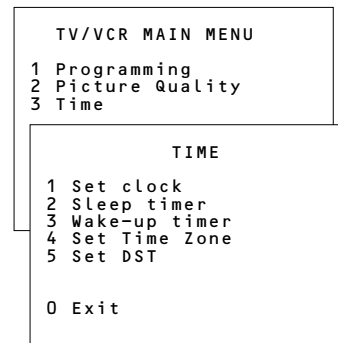 TV/VCR MAIN MENU
1 Programming
2 Picture Quality
3 Time
TIME
1 Set clock
2 Sleep timer
3 Wake-up timer
4 Set Time Zone
5 Set DST
0 Exit